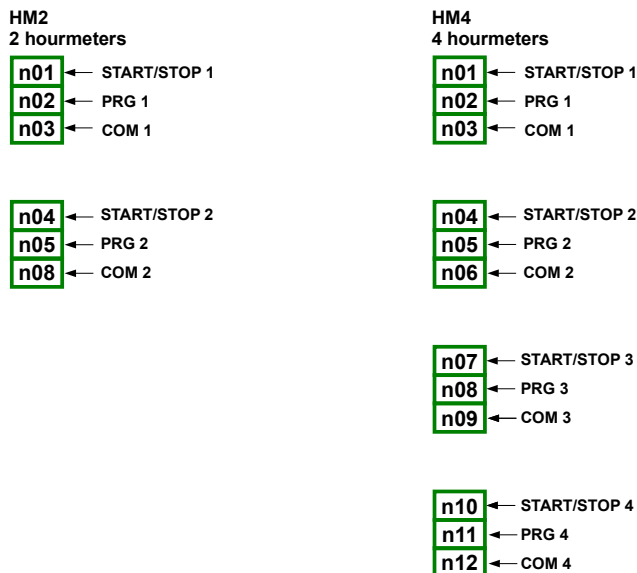 HM2
2 hourmeters
n01 START/STOP 1
n02 PRG 1
n03 COM 1
n04 START/STOP 2
n05 PRG 2
n08 COM 2
HM4
4 hourmeters
n01 START/STOP 1
n02 PRG 1
n03 COM 1
n04 START/STOP 2
n05 PRG 2
n06 COM 2
n07 START/STOP 3
n08 PRG 3
n09 COM 3
n10 START/STOP 4
n11 PRG 4
n12 COM 4